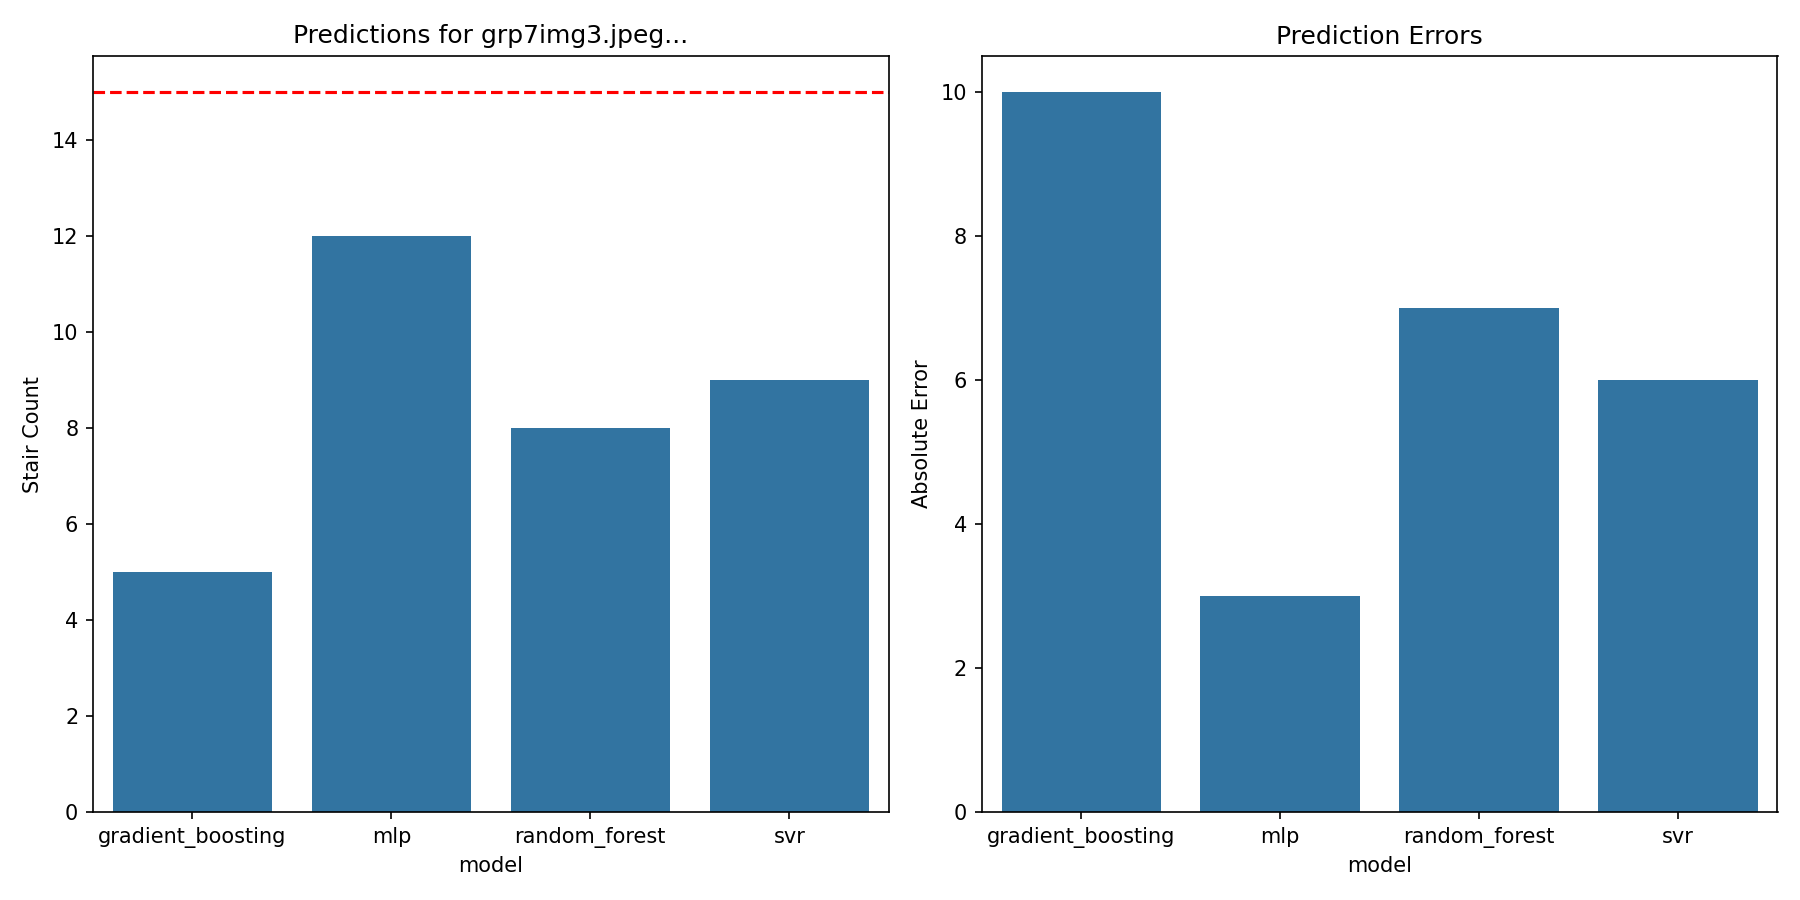 Predictions for grp7img3.jpeg...
Stair Count
14
12
10
8
6
4
2
0
gradient_boosting mlp random_forest svr
model
Prediction Errors
Absolute Error
10
8
6
4
2
0
gradient_boosting mlp random_forest svr
model